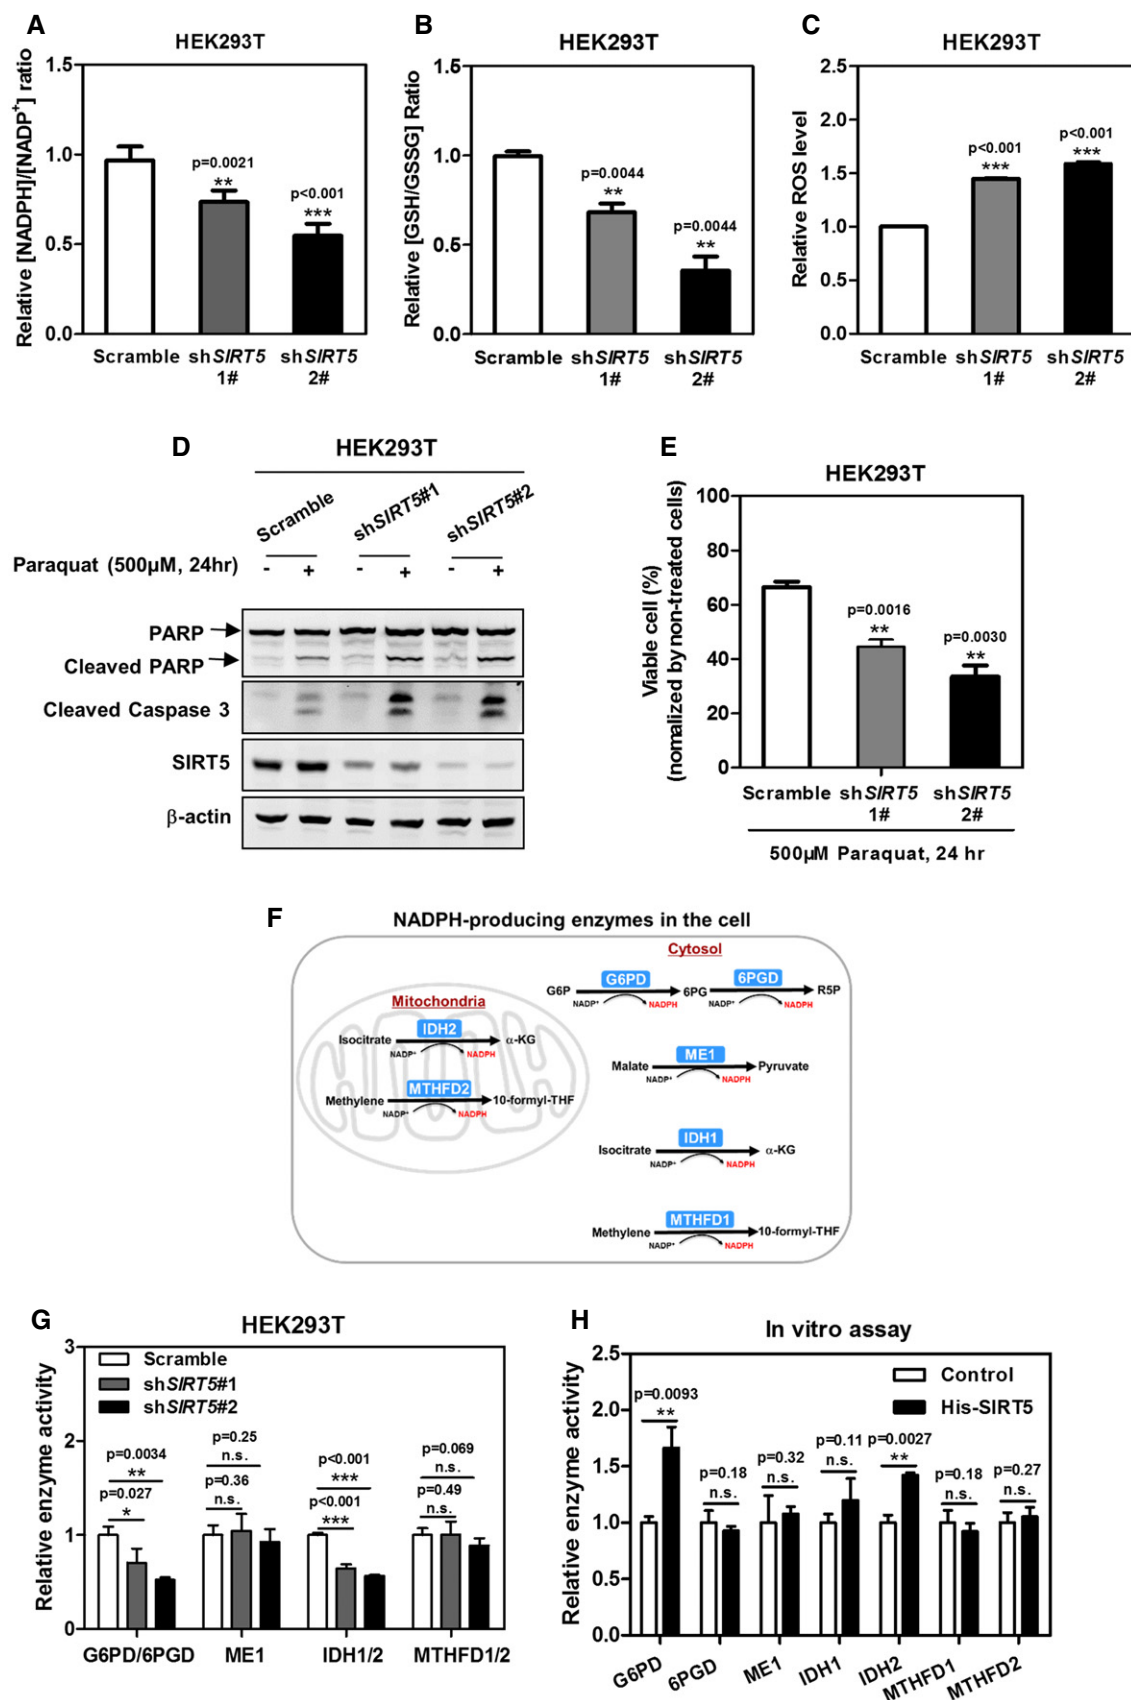 A
HEK293T
Relative [NADPH]/[NADP+] ratio
1.5
1.0
0.5
0.0
p=0.0021
**
p<0.001
***
Scramble shSIRT5 shSIRT5
1# 2#
B
HEK293T
Relative [GSH/GSSG] Ratio
1.5
1.0
0.5
0.0
p=0.0044
**
p=0.0044
**
Scramble shSIRT5 shSIRT5
1# 2#
C
HEK293T
Relative ROS level
2.5
2.0
1.5
1.0
0.5
0.0
p<0.001
***
p<0.001
***
Scramble shSIRT5 shSIRT5
1# 2#
D
HEK293T
Scramble
shSIRT5#1
shSIRT5#2
Paraquat (500μM, 24hr) - + - + - +
PARP
Cleaved PARP
Cleaved Caspase 3
SIRT5
β-actin
E
HEK293T
Viable cell (%)
(nomalized by non-treated cells)
100
80
60
40
20
0
p=0.0016
**
p=0.0030
**
Scramble shSIRT5 shSIRT5
1# 2#
500μM Paraquat, 24 hr
F
NADPH-producing enzymes in the cell
Cytosol
G6PD 6PGD
G6P 6PG R5P
NADP+ NADPH NADP+ NADPH
Mitochondria
IDH2
Isocitrate α-KG
NADP+ NADPH
MTHFD2
Methylene 10-formyl-THF
NADP+ NADPH
ME1
Malate Pyruvate
NADP+ NADPH
IDH1
Isocitrate α-KG
NADP+ NADPH
MTHFD1
Methylene 10-formyl-THF
NADP+ NADPH
G
HEK293T
Relative enzyme activity
3
2
1
0
Scramble
shSIRT5#1
shSIRT5#2
p=0.0034
**
p=0.027
*
p=0.25
n.s.
p=0.36
n.s.
p<0.001
***
p<0.001
***
p=0.069
n.s.
p=0.49
n.s.
G6PD/6PGD ME1 IDH1/2 MTHFD1/2
H
In vitro assay
Relative enzyme activity
2.5
2.0
1.5
1.0
0.5
0.0
Control
His-SIRT5
p=0.0093
**
p=0.18
n.s.
p=0.32
n.s.
p=0.11
n.s.
p=0.0027
**
p=0.18
n.s.
p=0.27
n.s.
G6PD 6PGD ME1 IDH1 IDH2 MTHFD1 MTHFD2